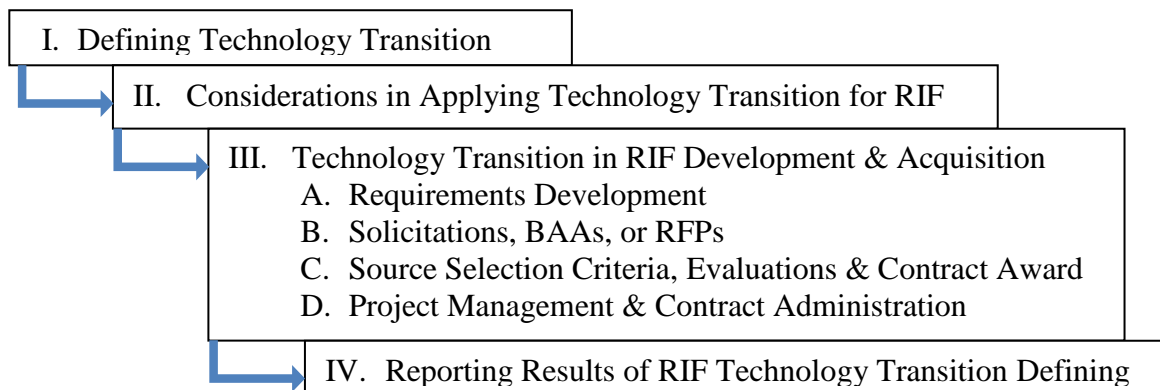 I. Defining Technology Transition
II. Considerations in Applying Technology Transition for RIF
III. Technology Transition in RIF Development & Acquisition
A. Requirements Development
B. Solicitations, BAAs, or RFPs
C. Source Selection Criteria, Evaluations & Contract Award
D. Project Management & Contract Administration
IV. Reporting Results of RIF Technology Transition Defining